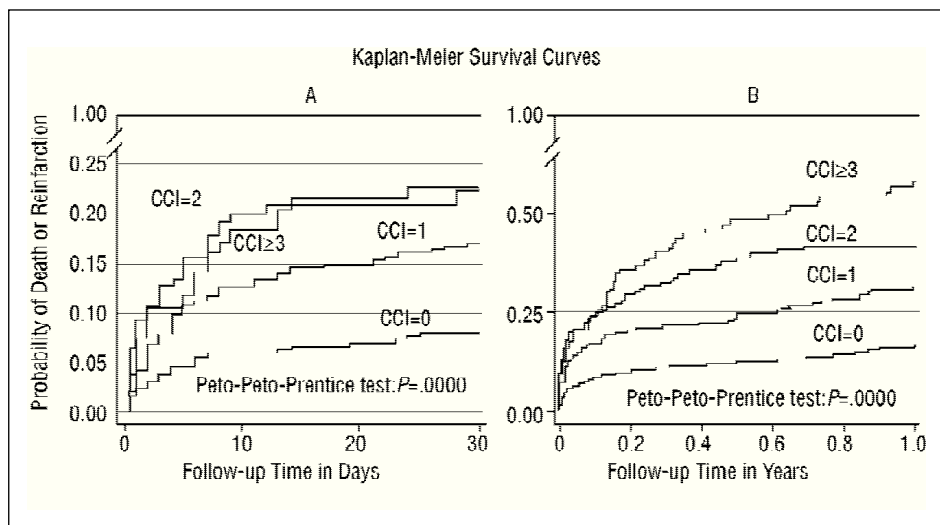 Kaplan-Meler Survival Curves
A
B
Probability of Death or Reinfarction
1.00
0.25
0.20
0.15
0.10
0.05
0.00
CCI=2
CCI≥3
CCI=1
CCI=0
Peto-Peto-Prentice test: P=.0000
0 10 20 30
Follow-up Time in Days
1.00
0.50
0.25
0.00
CCI≥3
CCI=2
CCI=1
CCI=0
Peto-Peto-Prentice test: P=.0000
0 0.2 0.4 0.6 0.8 1.0
Follow-up Time in Years